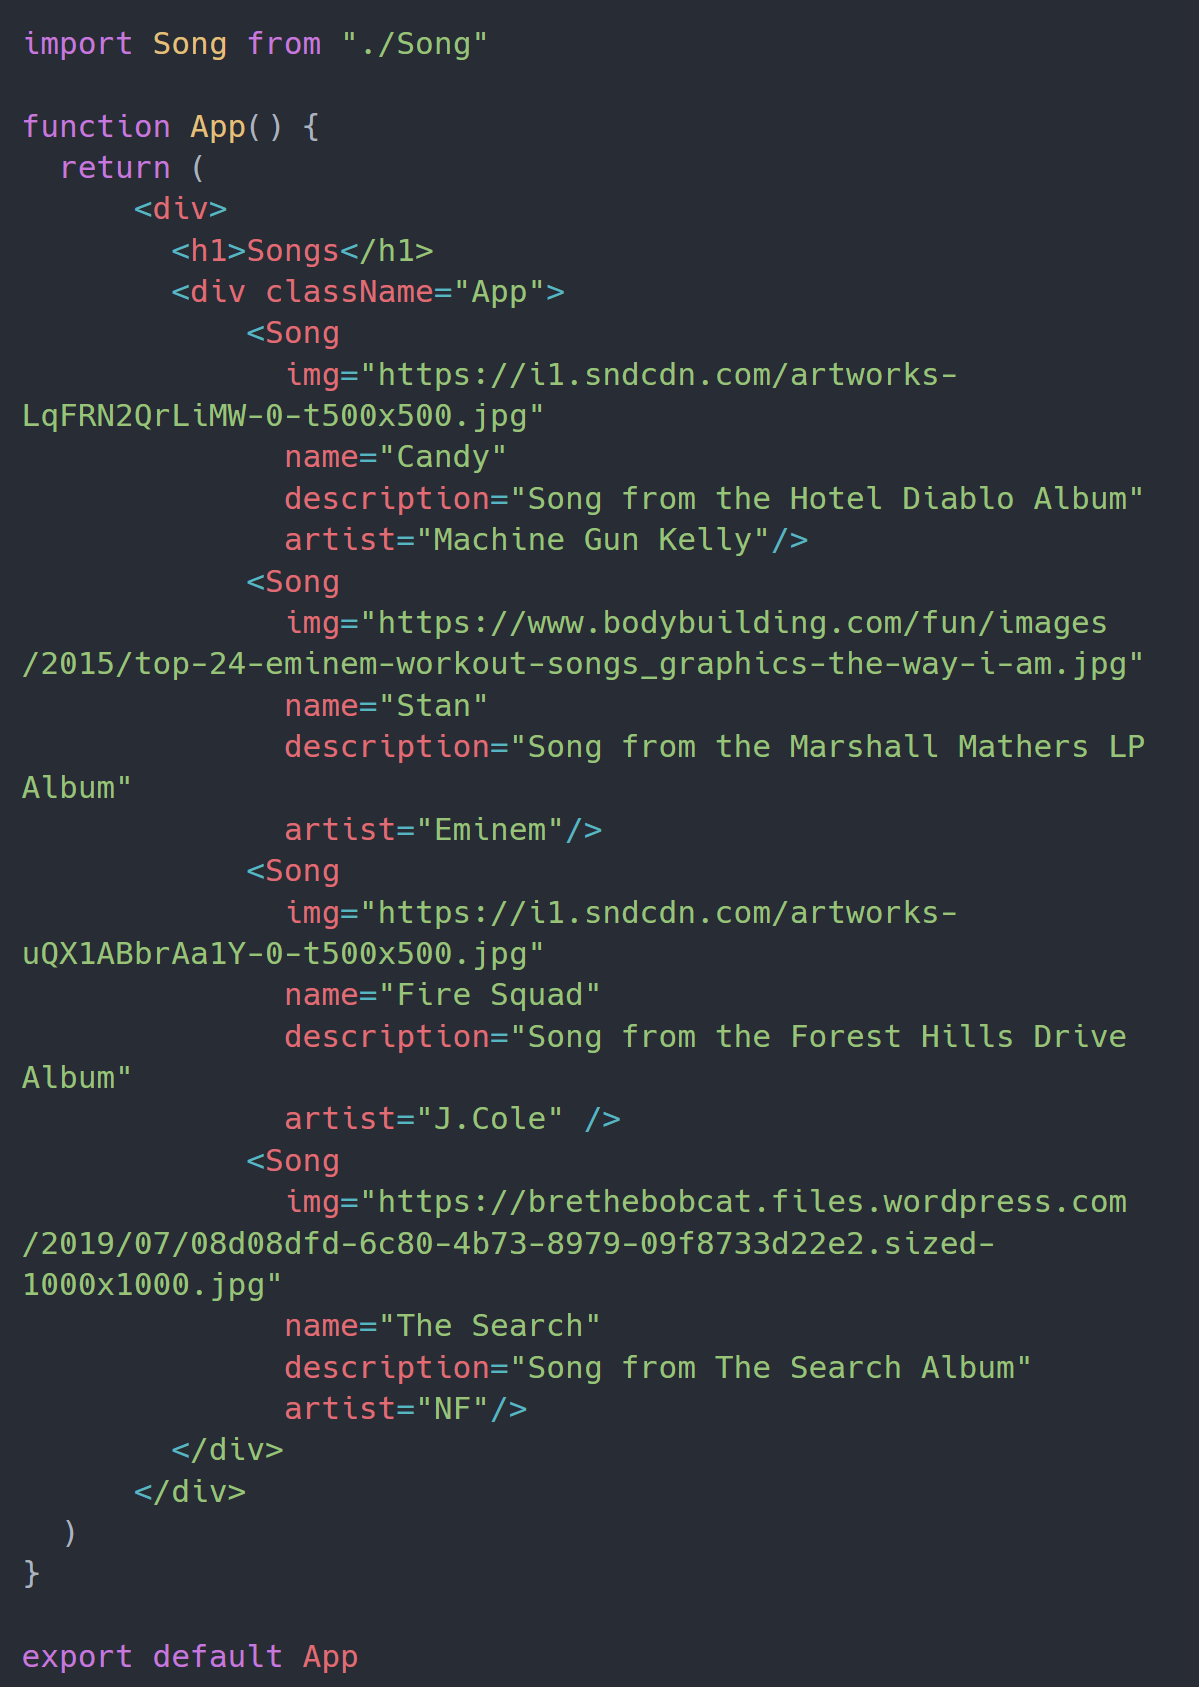 import Song from "./Song"

function App() {
  return (
      <div>
        <h1>Songs</h1>
        <div className="App">
            <Song
              img="https://i1.sndcdn.com/artworks-
LqFRN2QrLiMW-0-t500x500.jpg"
              name="Candy"
              description="Song from the Hotel Diablo Album"
              artist="Machine Gun Kelly"/>
            <Song
              img="https://www.bodybuilding.com/fun/images
/2015/top-24-eminem-workout-songs_graphics-the-way-i-am.jpg"
              name="Stan"
              description="Song from the Marshall Mathers LP
Album"
              artist="Eminem"/>
            <Song
              img="https://i1.sndcdn.com/artworks-
uQX1ABbrAa1Y-0-t500x500.jpg"
              name="Fire Squad"
              description="Song from the Forest Hills Drive
Album"
              artist="J.Cole" />
            <Song
              img="https://brethebobcat.files.wordpress.com
/2019/07/08d08dfd-6c80-4b73-8979-09f8733d22e2.sized-
1000x1000.jpg"
              name="The Search"
              description="Song from The Search Album"
              artist="NF"/>
        </div>
      </div>
  )
}

export default App